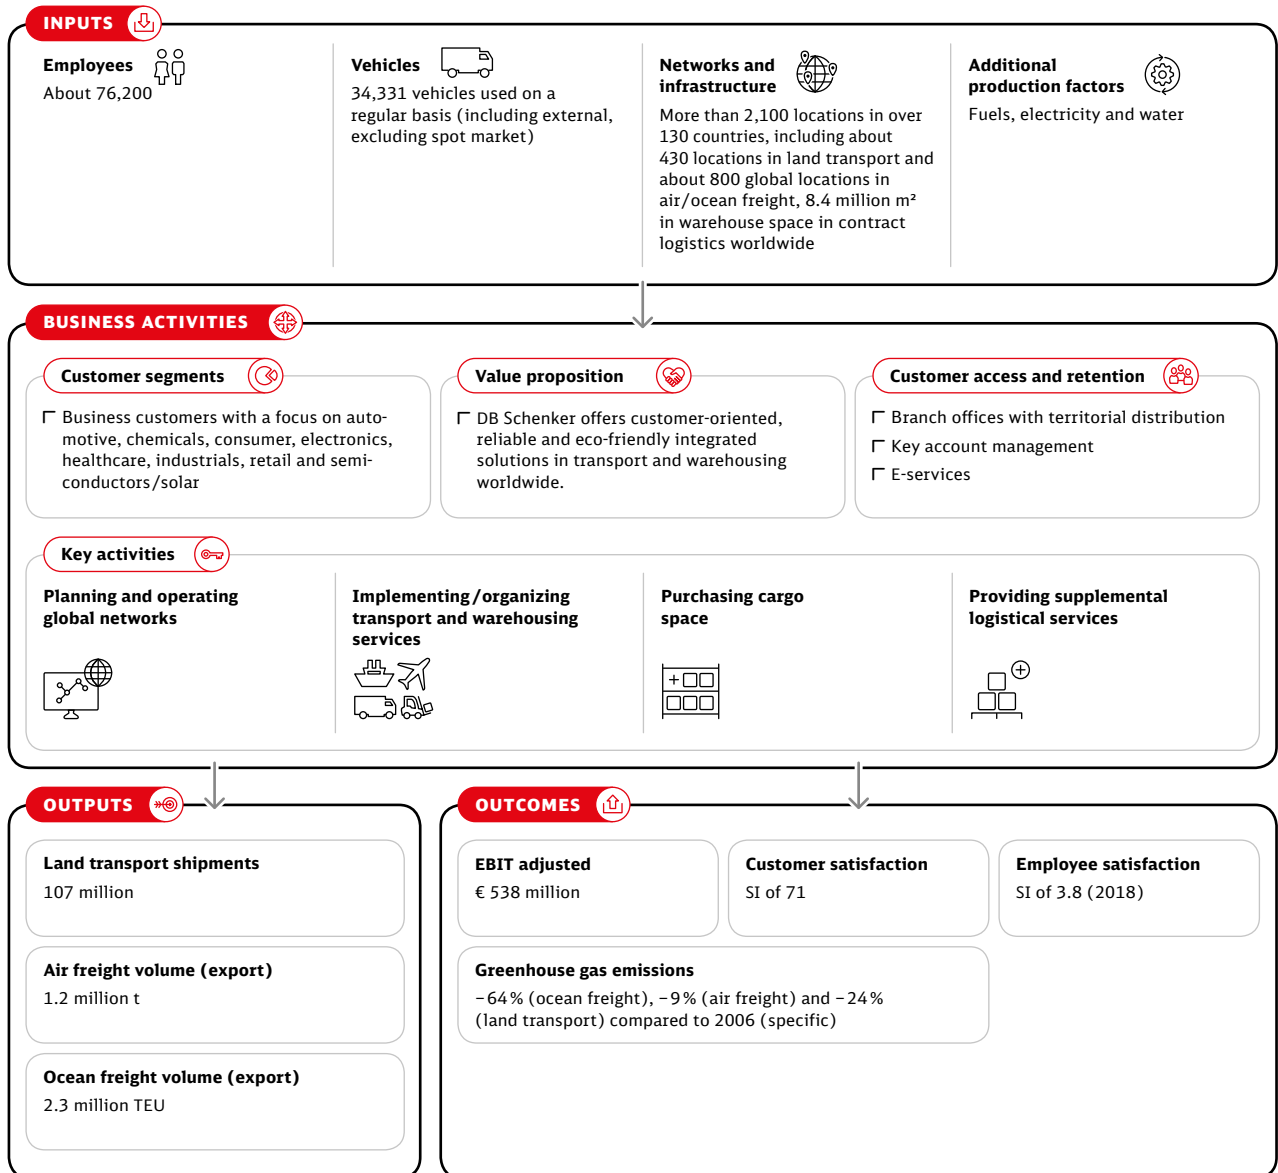 INPUTS
Employees
About 76,200
Vehicles
34,331 vehicles used on a
regular basis (including external,
excluding spot market)
Networks and
infrastructure
More than 2,100 locations in over
130 countries, including about
430 locations in land transport and
about 800 global locations in
air/ocean freight, 8.4 million m²
in warehouse space in contract
logistics worldwide
Additional
production factors
Fuels, electricity and water
BUSINESS ACTIVITIES
Customer segments
Business customers with a focus on auto-
motive, chemicals, consumer, electronics,
healthcare, industrials, retail and semi-
conductors/solar
Value proposition
DB Schenker offers customer-oriented,
reliable and eco-friendly integrated
solutions in transport and warehousing
worldwide.
Customer access and retention
Branch offices with territorial distribution
Key account management
E-services
Key activities
Planning and operating
global networks
Implementing/organizing
transport and warehousing
services
Purchasing cargo
space
Providing supplemental
logistical services
OUTPUTS
Land transport shipments
107 million
Air freight volume (export)
1.2 million t
Ocean freight volume (export)
2.3 million TEU
OUTCOMES
EBIT adjusted
€ 538 million
Customer satisfaction
SI of 71
Employee satisfaction
SI of 3.8 (2018)
Greenhouse gas emissions
–64% (ocean freight), –9% (air freight) and –24%
(land transport) compared to 2006 (specific)